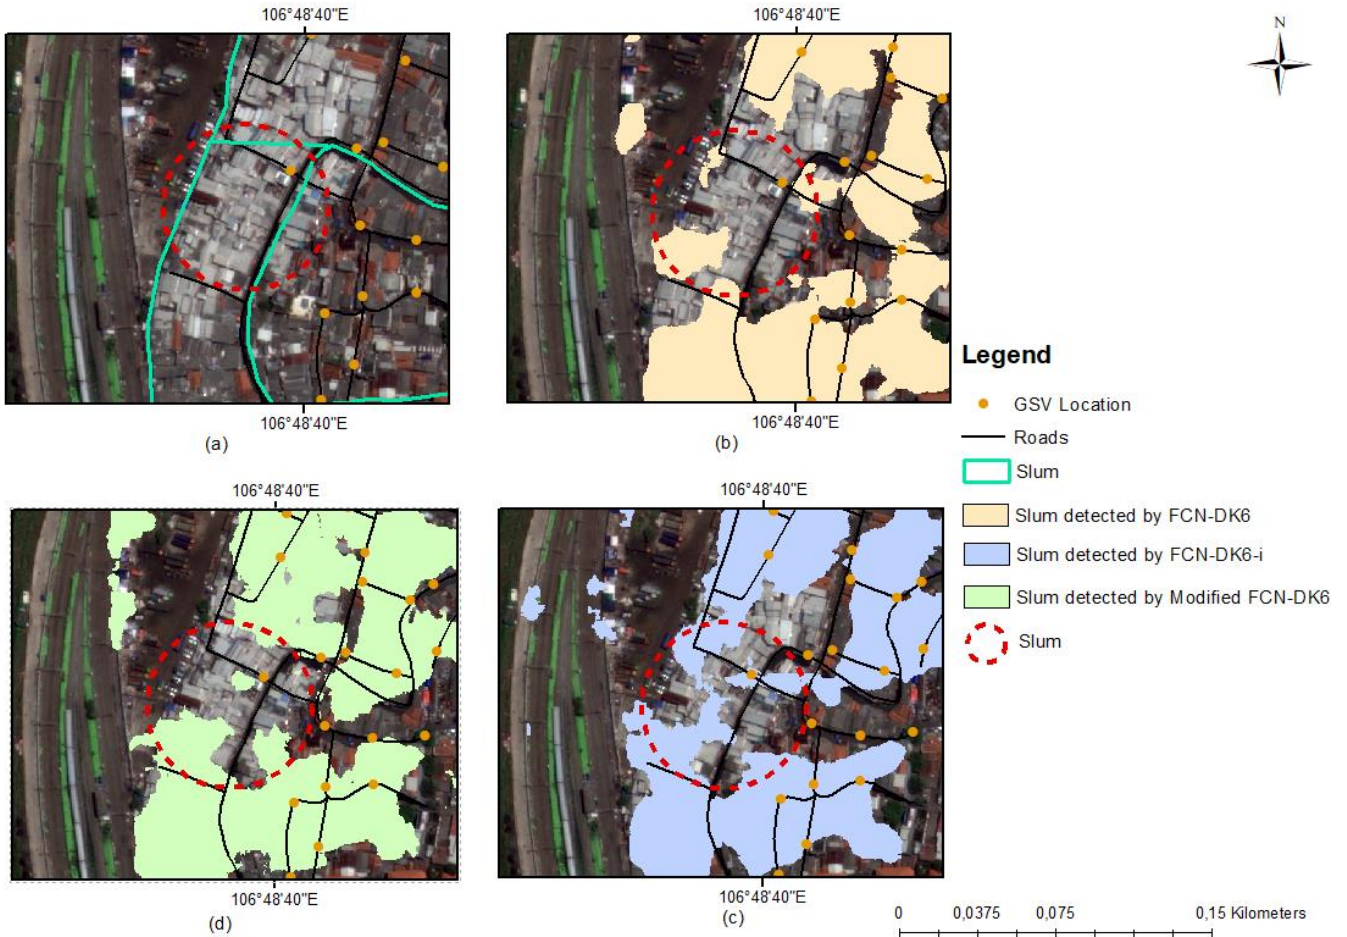 106°48'40"E
106°48'40"E
N
106°48'40"E
(a)
106°48'40"E
(b)
Legend
GSV Location
Roads
Slum
Slum detected by FCN-DK6
Slum detected by FCN-DK6-i
Slum detected by Modified FCN-DK6
Slum
106°48'40"E
106°48'40"E
106°48'40"E
(d)
106°48'40"E
(c)
0 0,0375 0,075 0,15 Kilometers